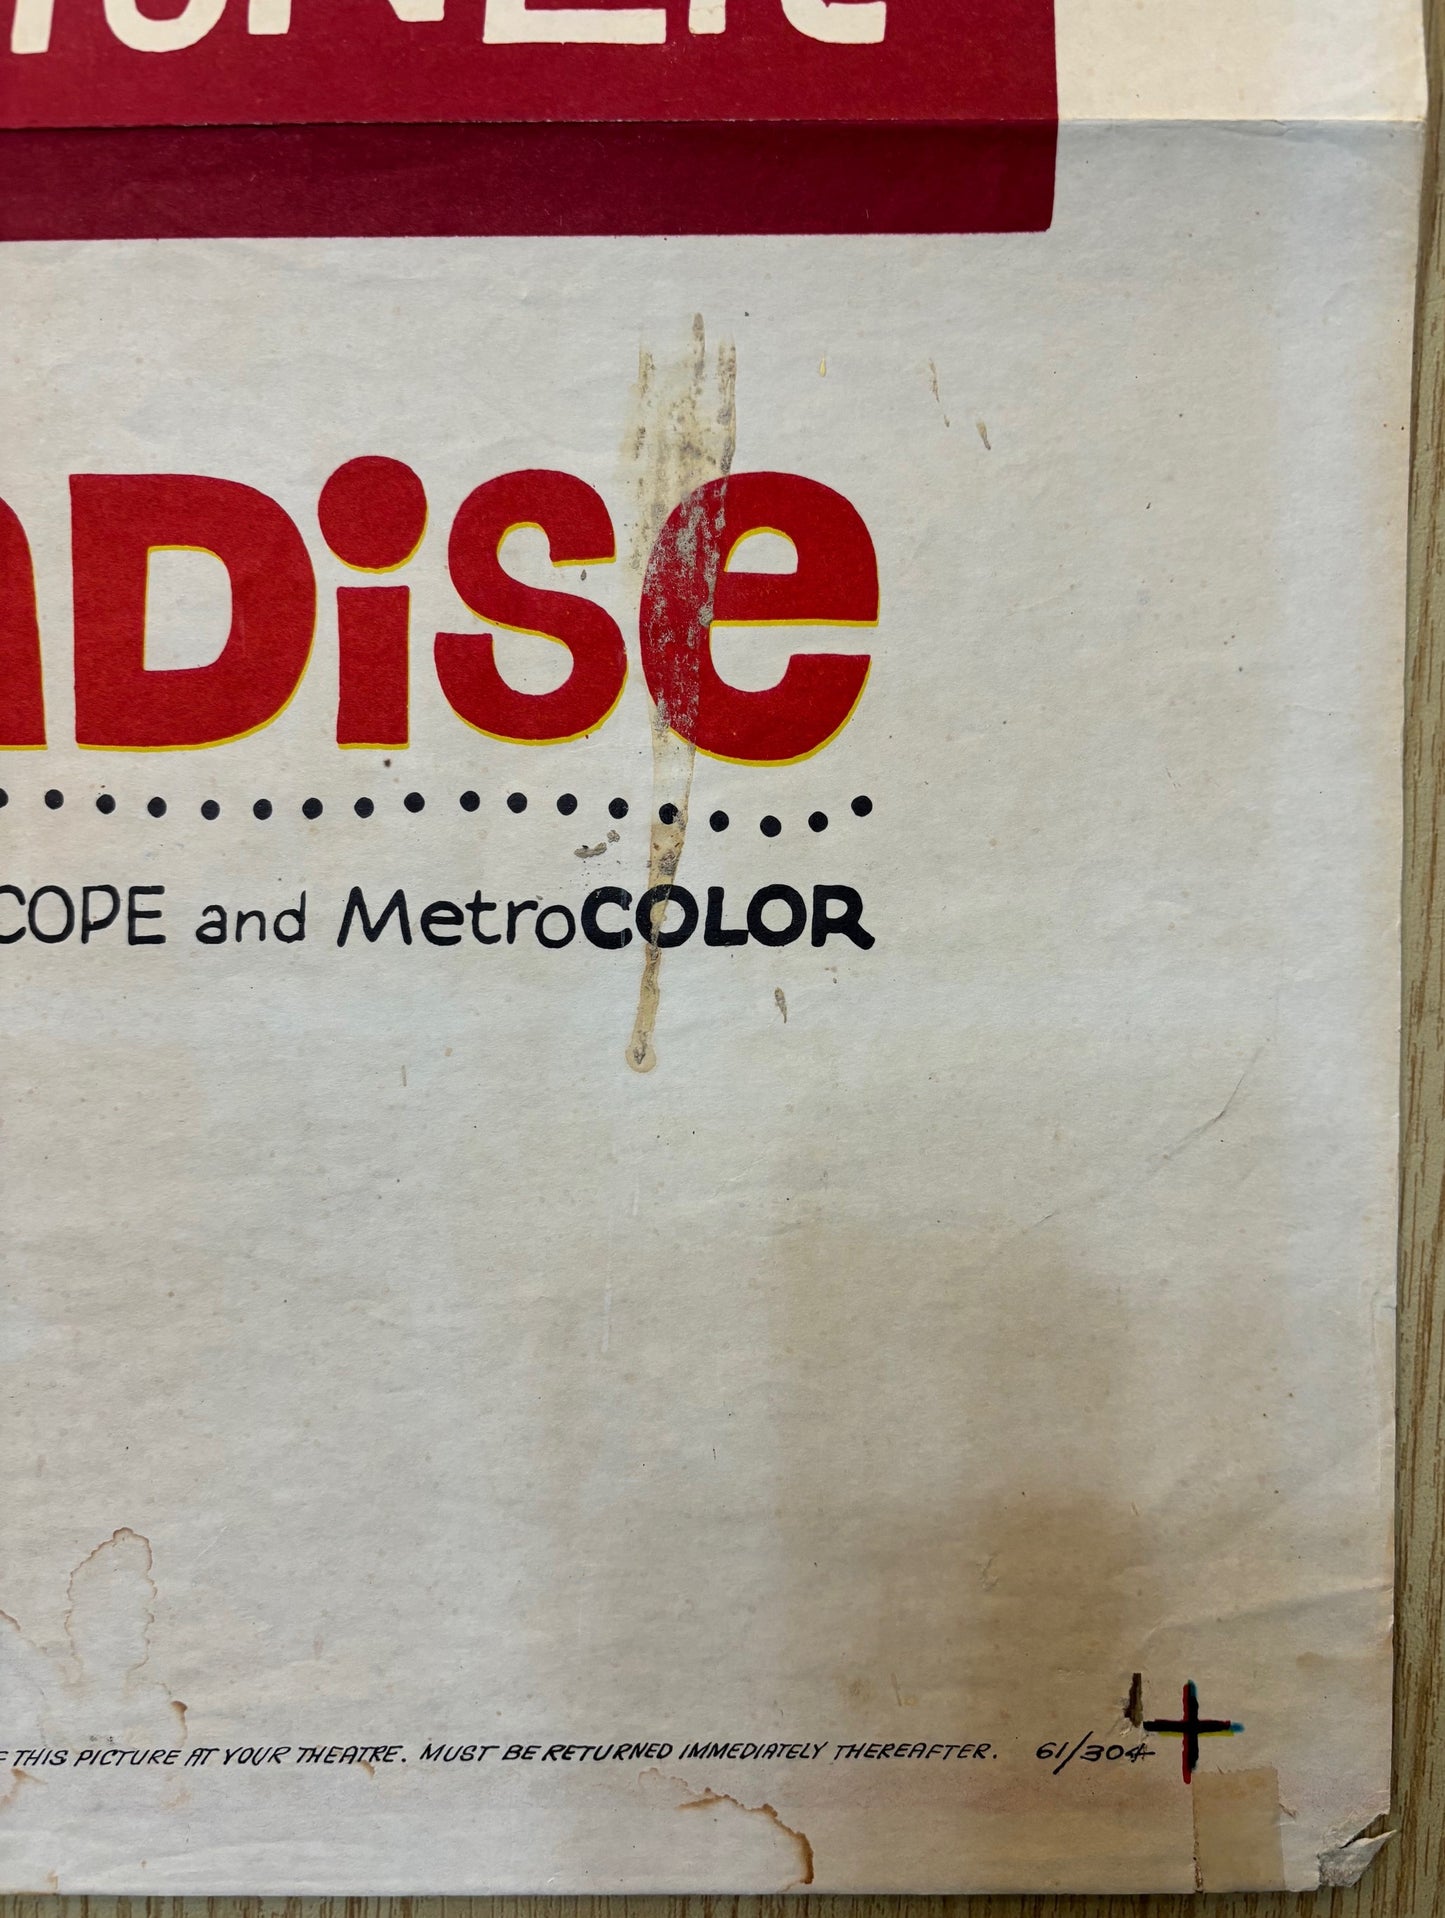 aDise
COPE and MetroCOLOR
THIS PICTURE AT YOUR THEATRE. MUST BE RETURNED IMMEDIATELY THEREAFTER. 61/304